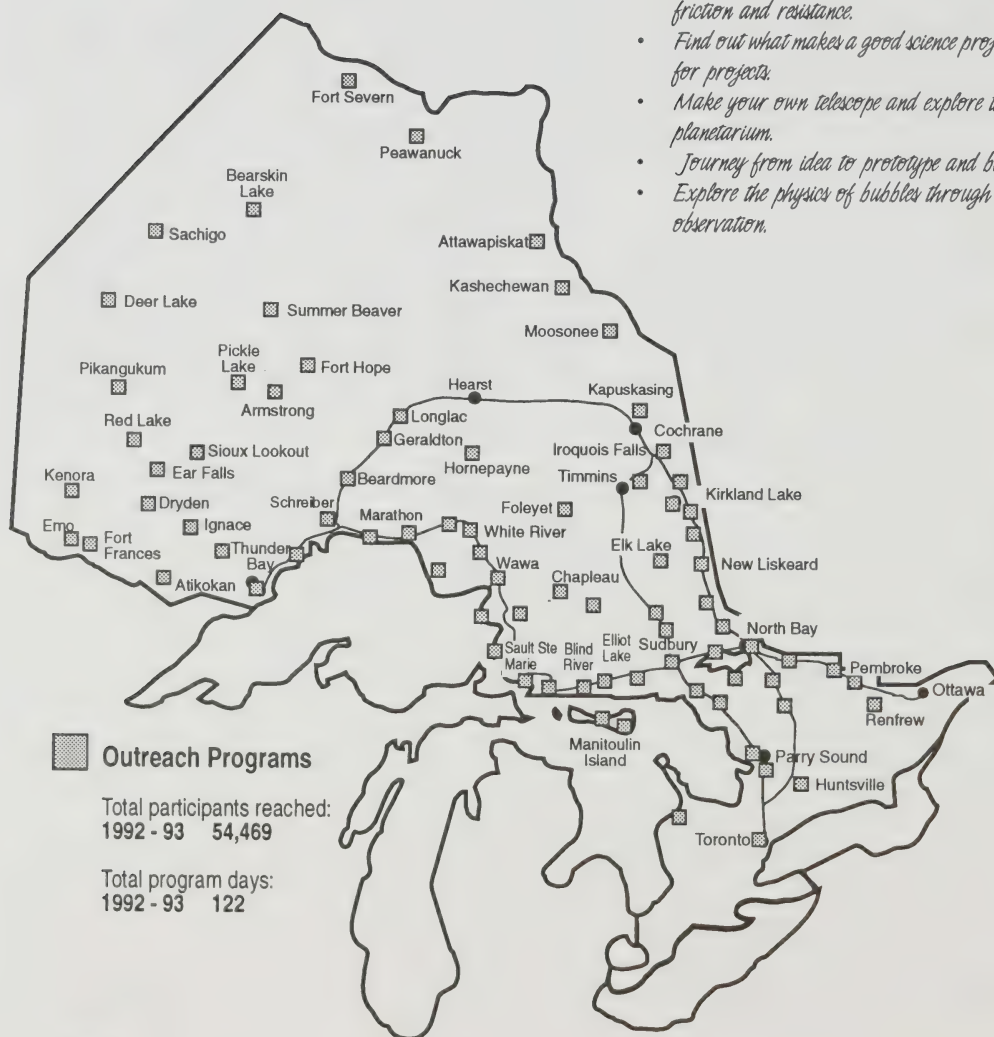 friction and resistance.
• Find out what makes a good science
for projects.
• Make your own telescope and explore
planetarium.
• Journey from idea to prototype and
• Explore the physics of bubbles through
observation.
Fort Severn
Peawanuck
Bearskin
Lake
Sachigo
Attawapiskat
Kashechewan
Deer Lake
Summer Beaver
Moosonee
Pikangukum
Pickle
Lake
Fort Hope
Armstrong
Hearst
Kapuskasing
Red Lake
Longlac
Cochrane
Geraldton
Iroquois Falls
Sioux Lookout
Hornepayne
Ear Falls
Kenora
Beardmore
Timmins
Kirkland Lake
Dryden
Schreiber
Foleyet
Emo
Ignace
Marathon
White River
Fort
Frances
Thunder
Bay
Elk Lake
New Liskeard
Wawa
Atikokan
Chapleau
North Bay
Sault Ste
Marie
Blind
River
Elliot
Lake
Sudbury
Pembroke
Ottawa
Renfrew
Manitoulin
Island
Parry Sound
Huntsville
Toronto
Outreach Programs
Total participants reached:
1992 - 93 54,469
Total program days:
1992 - 93 122